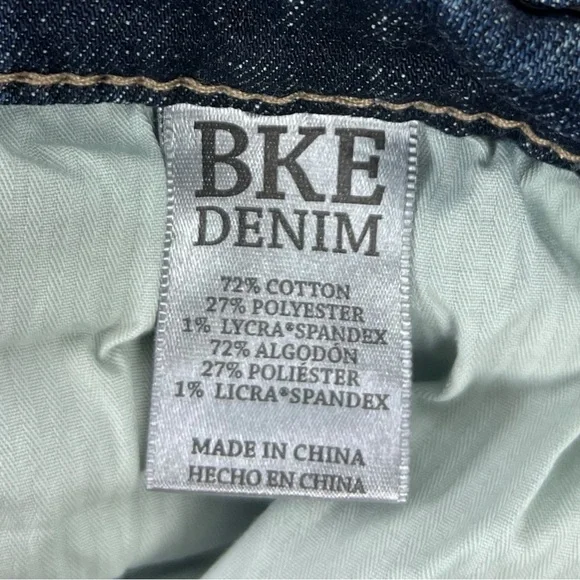 BKE
DENIM
72% COTTON
27% POLYESTER
1% LYCRA®SPANDEX
72% ALGODÓN
27% POLIÉSTER
1% LICRA®SPANDEX
MADE IN CHINA
HECHO EN CHINA